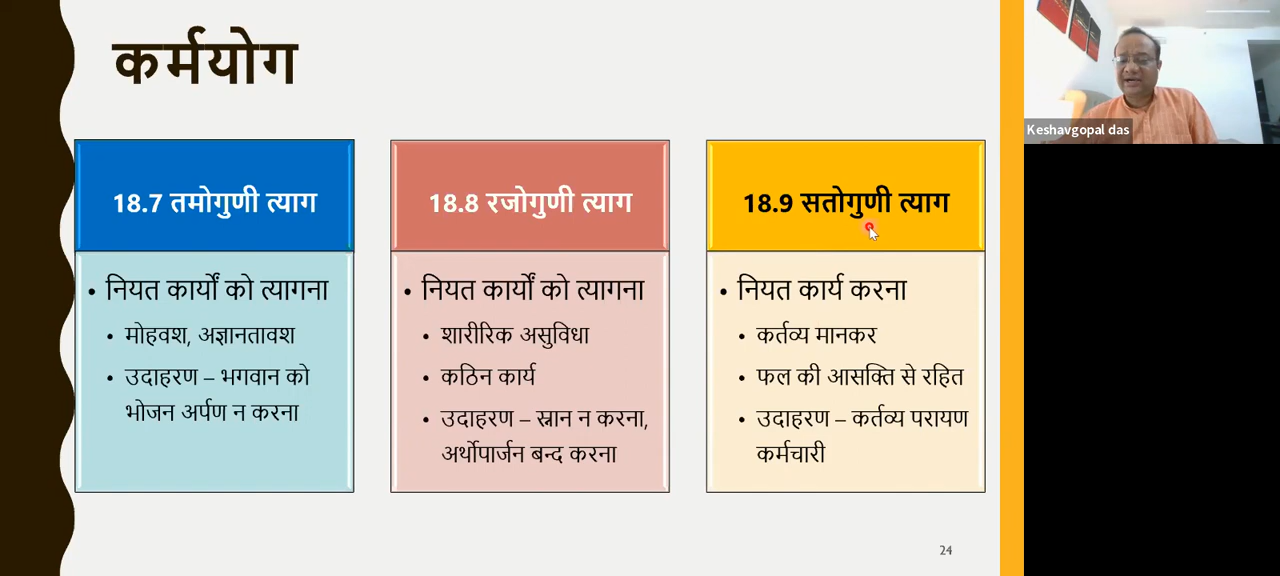 कर्मयोग
18.7 तमोगुणी त्याग
• नियत कार्यों को त्यागना
• मोहवश, अज्ञानतावश
• उदाहरण – भगवान को
भोजन अर्पण न करना
18.8 रजोगुणी त्याग
• नियत कार्यों को त्यागना
• शारीरिक असुविधा
• कठिन कार्य
• उदाहरण – स्नान न करना,
अर्थोपार्जन बन्द करना
18.9 सतोगुणी त्याग
• नियत कार्य करना
• कर्तव्य मानकर
• फल की आसक्ति से रहित
• उदाहरण – कर्तव्य परायण
कर्मचारी
24
Keshavgopal das